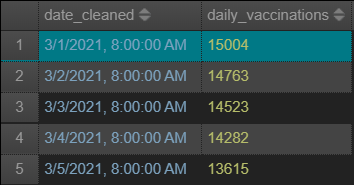 date_cleaned daily_vaccinations
1 3/1/2021, 8:00:00 AM 15004
2 3/2/2021, 8:00:00 AM 14763
3 3/3/2021, 8:00:00 AM 14523
4 3/4/2021, 8:00:00 AM 14282
5 3/5/2021, 8:00:00 AM 13615